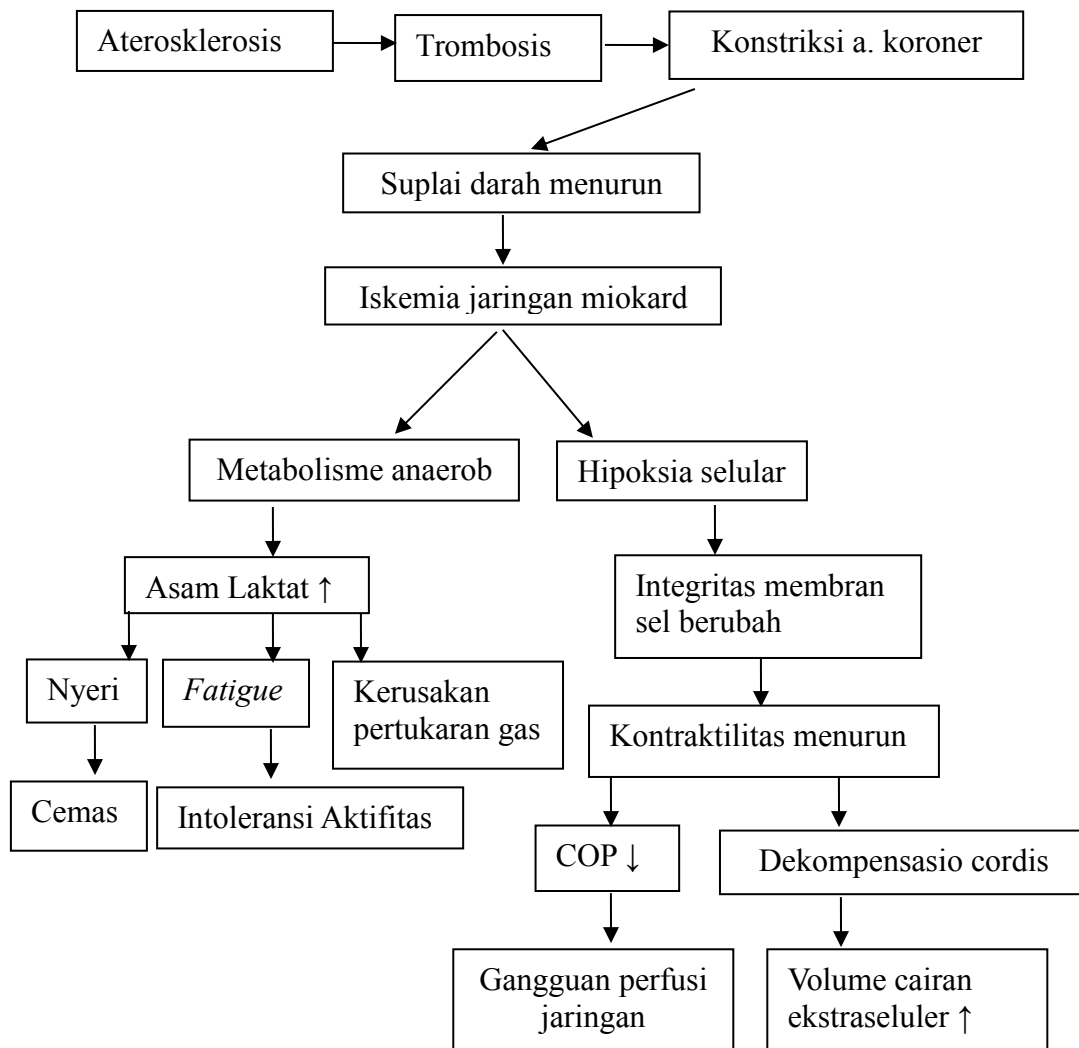 Aterosklerosis
Trombosis
Konstriksi a. koroner
Suplai darah menurun
Iskemia jaringan miokard
Metabolisme anaerob
Hipoksia selular
Asam Laktat ↑
Integritas membran
sel berubah
Nyeri
Fatigue
Kerusakan
pertukaran gas
Kontraktilitas menurun
Cemas
Intoleransi Aktifitas
COP ↓
Dekompensasio cordis
Gangguan perfusi
jaringan
Volume cairan
ekstraseluler ↑